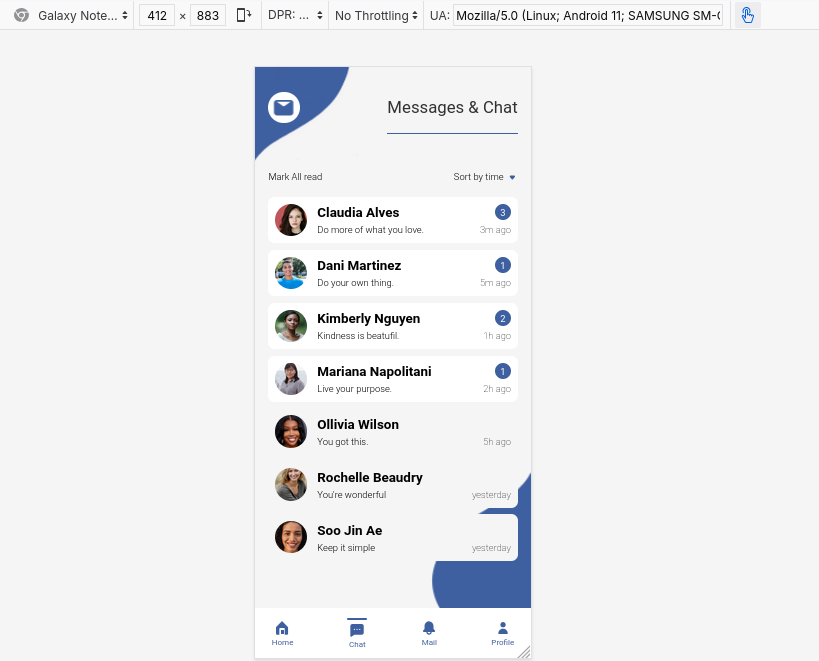 Galaxy Note... 412 × 883 DPR: ... No Throttling UA: Mozilla/5.0 (Linux; Android 11; SAMSUNG SM-
Messages & Chat
Mark All read Sort by time
Claudia Alves 3
Do more of what you love. 3m ago
Dani Martinez 1
Do your own thing. 5m ago
Kimberly Nguyen 2
Kindness is beatufil. 1h ago
Mariana Napolitani 1
Live your purpose. 2h ago
Ollivia Wilson
You got this. 5h ago
Rochelle Beaudry
You're wonderful yesterday
Soo Jin Ae
Keep it simple yesterday
Home Chat Mail Profile